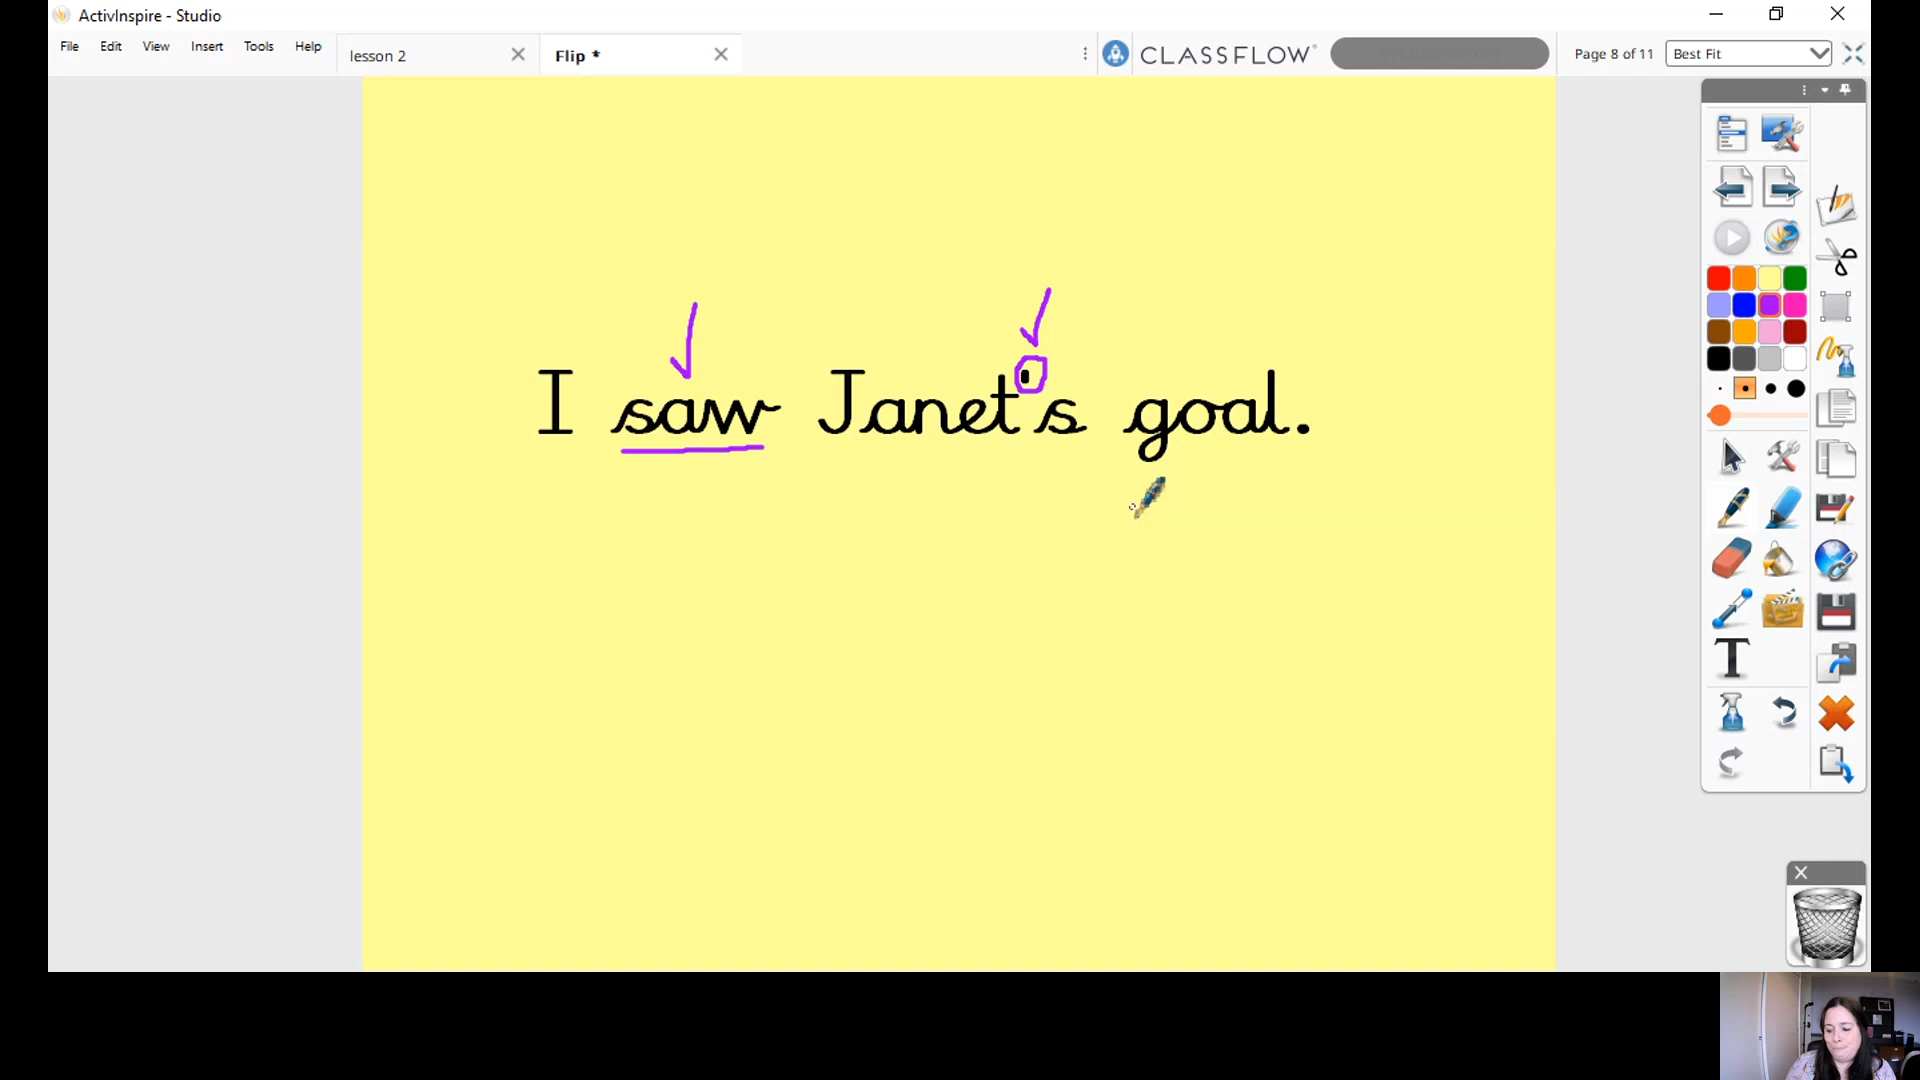 ActivInspire - Studio
File Edit View Insert Tools Help
lesson 2
Flip *
CLASSFLOW
Page 8 of 11
Best Fit
I saw Janet's goal.
T